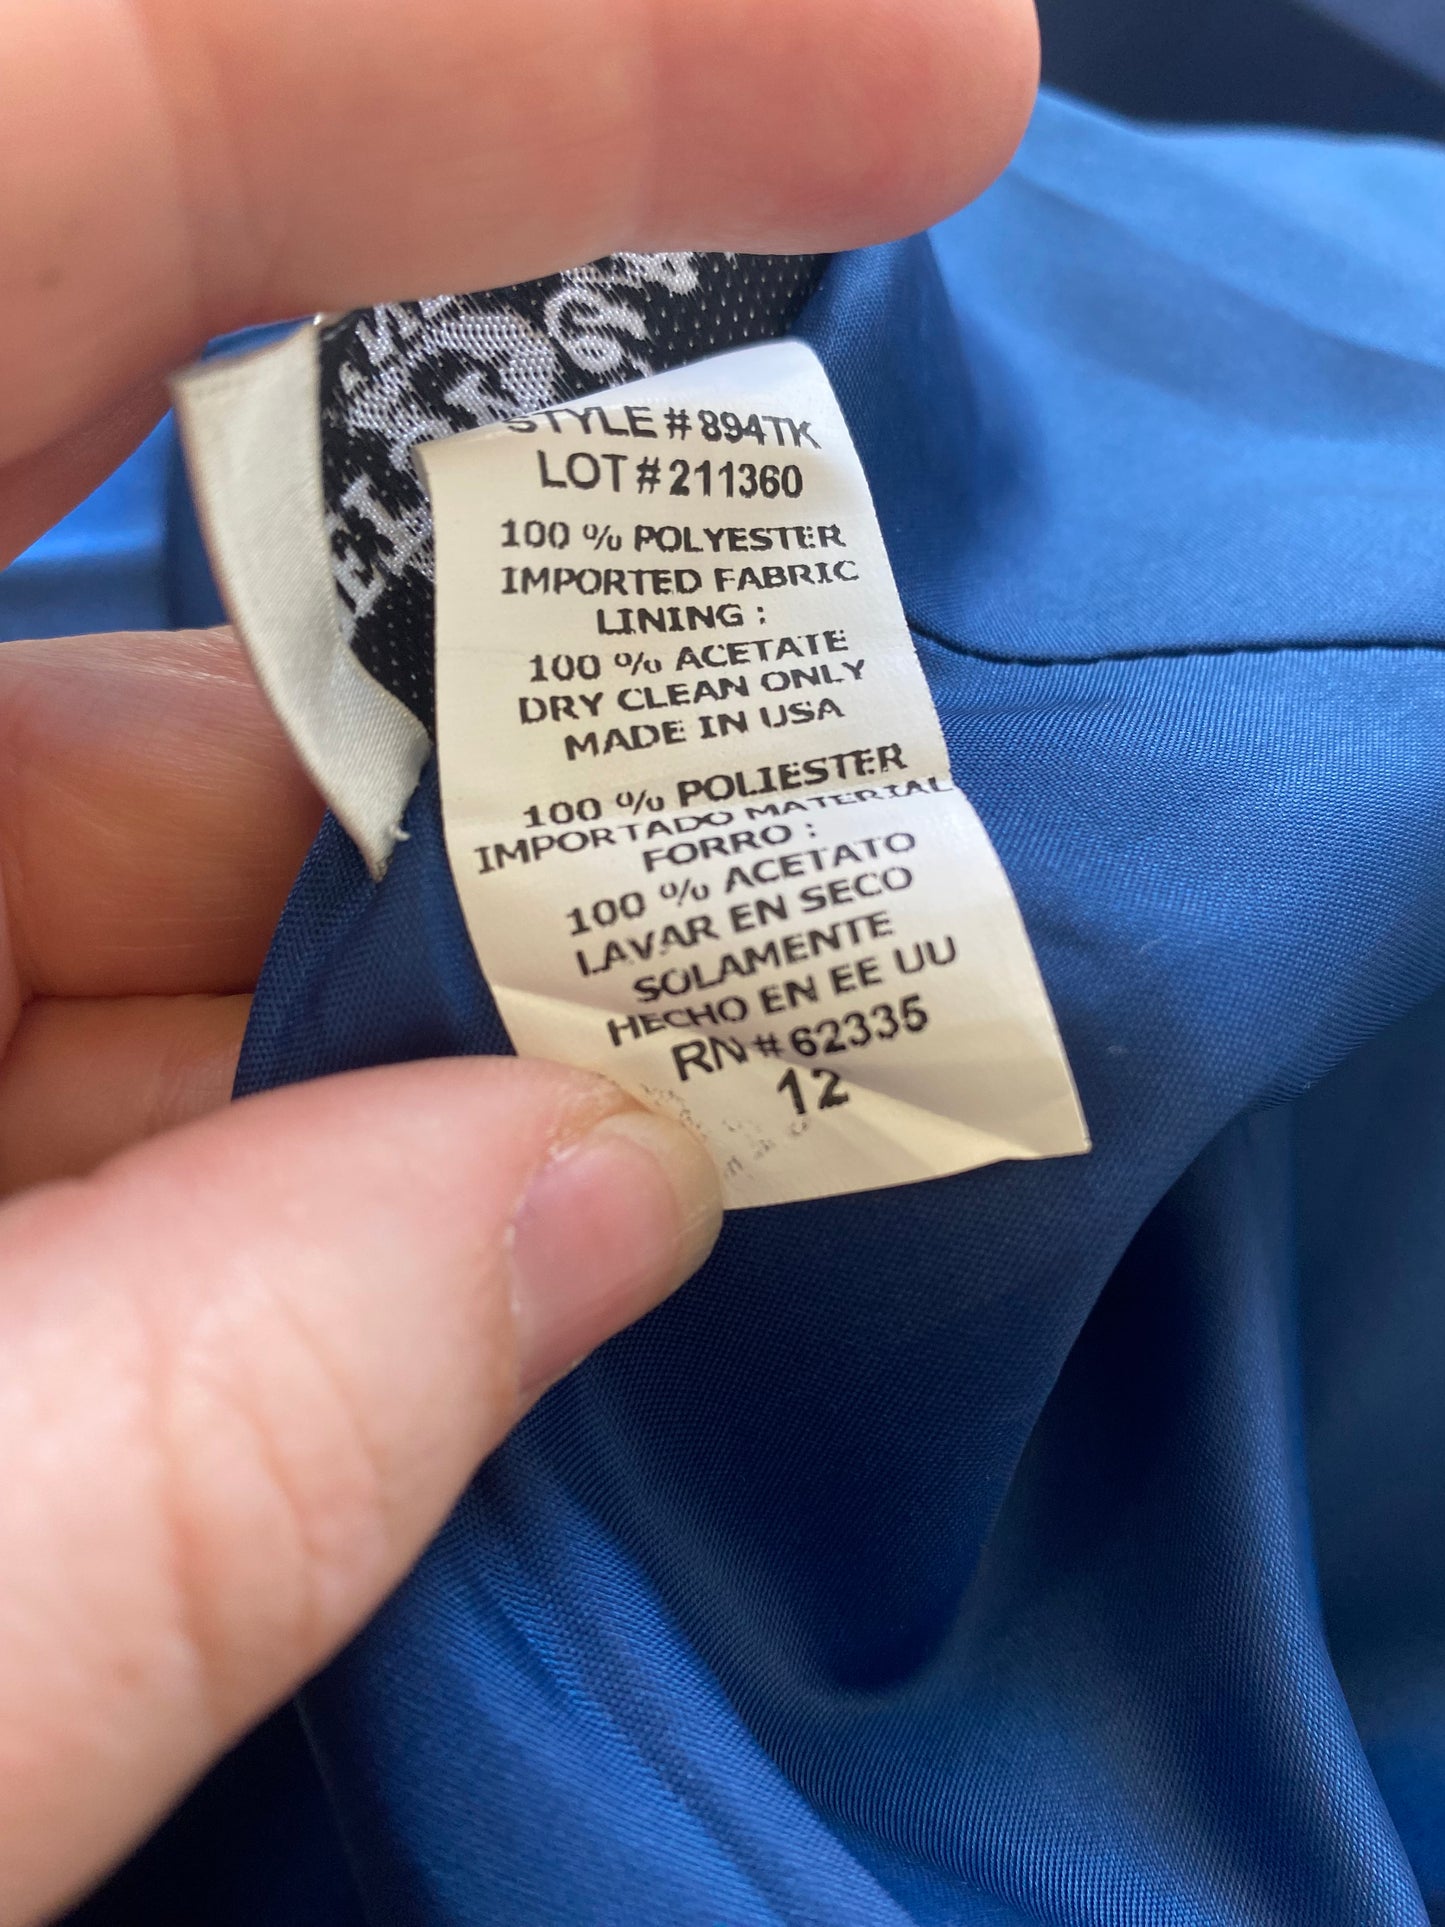 STYLE # 894TK
LOT # 211360
100 % POLYESTER
IMPORTED FABRIC
LINING :
100 % ACETATE
DRY CLEAN ONLY
MADE IN USA
100 % POLIESTER
IMPORTADO MATERIAL
FORRO :
100 % ACETATO
LAVAR EN SECO
SOLAMENTE
HECHO EN EE UU
RN # 62335
12